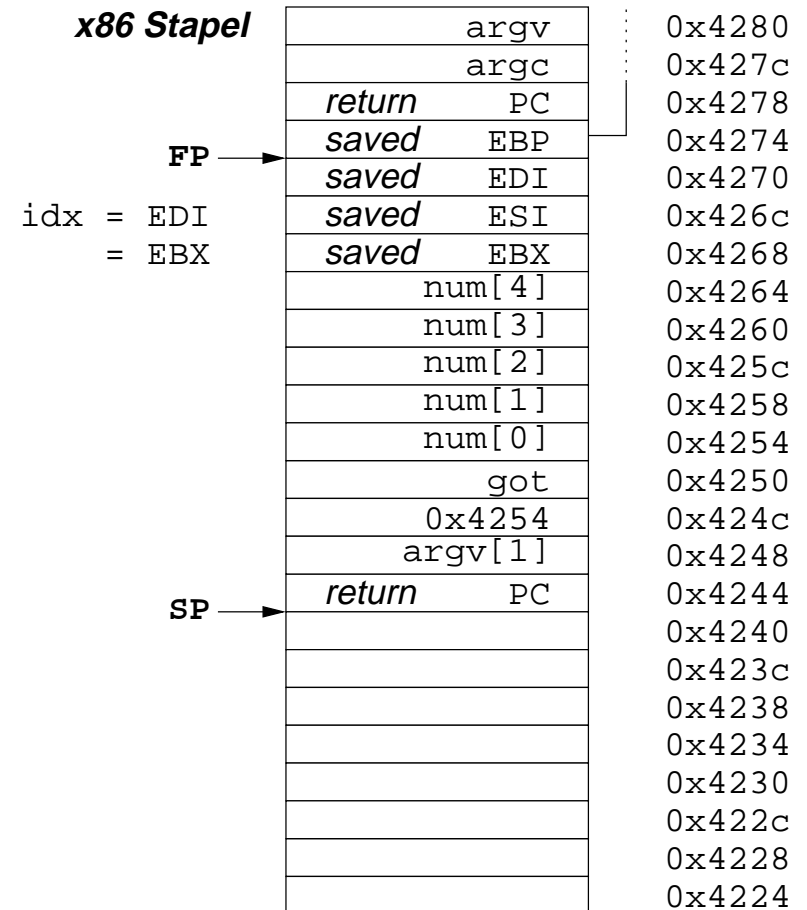 x86 Stapel argv 0x4280
argc 0x427c
return PC 0x4278
saved EBP 0x4274
FP
saved EDI 0x4270
idx = EDI saved ESI 0x426c
= EBX saved EBX 0x4268
num[4] 0x4264
num[3] 0x4260
num[2] 0x425c
num[1] 0x4258
num[0] 0x4254
got 0x4250
0x4254 0x424c
argv[1] 0x4248
return PC 0x4244
SP
0x4240
0x423c
0x4238
0x4234
0x4230
0x422c
0x4228
0x4224